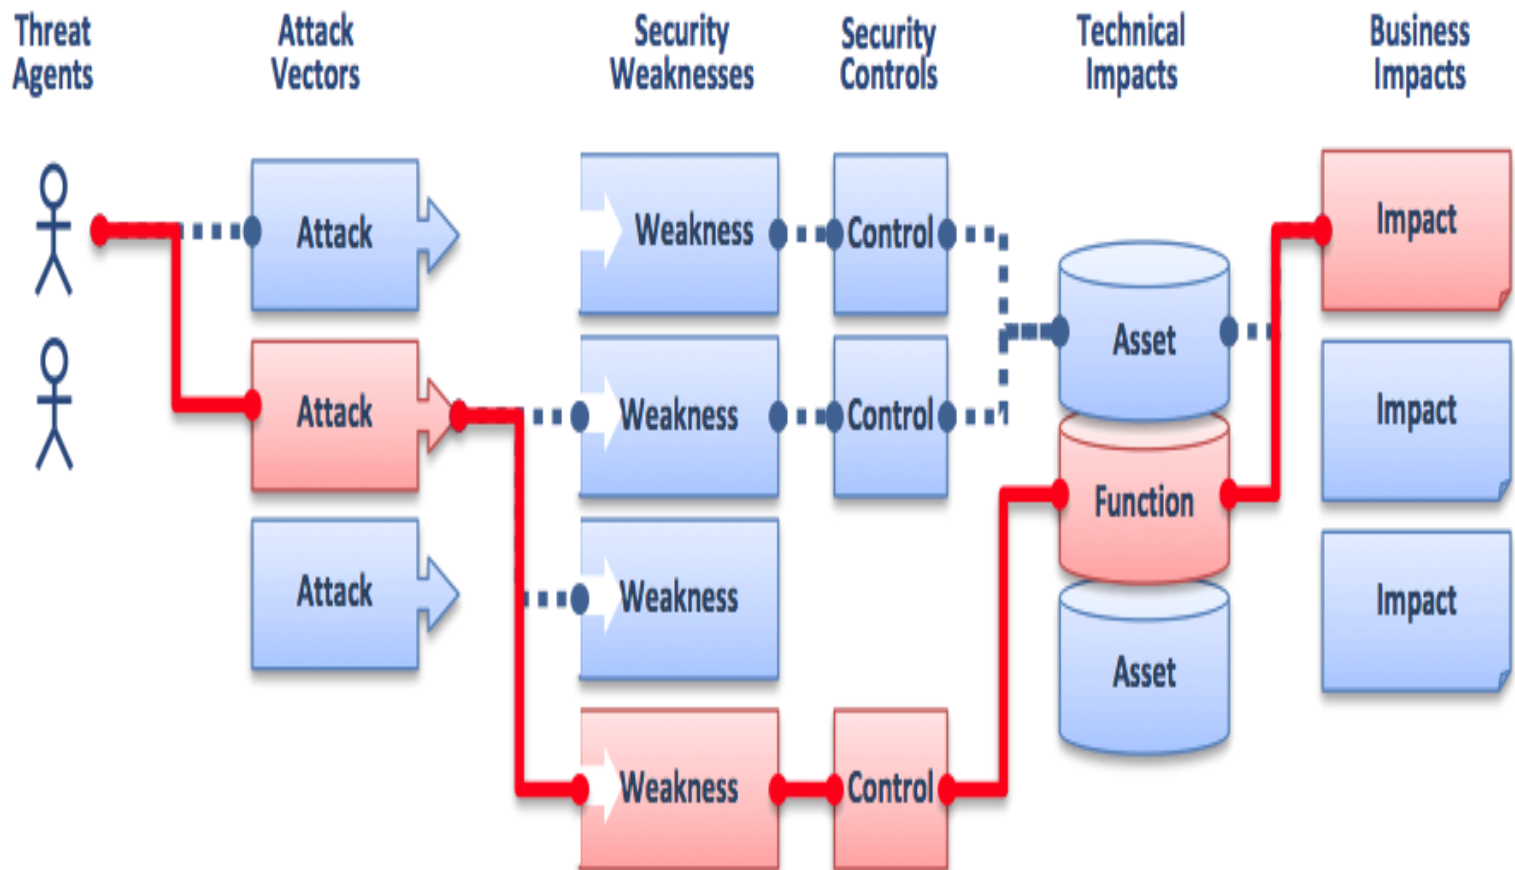 Threat
Agents
Attack
Vectors
Security
Weaknesses
Security
Controls
Technical
Impacts
Business
Impacts
Attack
Weakness
Control
Impact
Asset
Attack
Weakness
Control
Impact
Function
Attack
Weakness
Impact
Asset
Weakness
Control